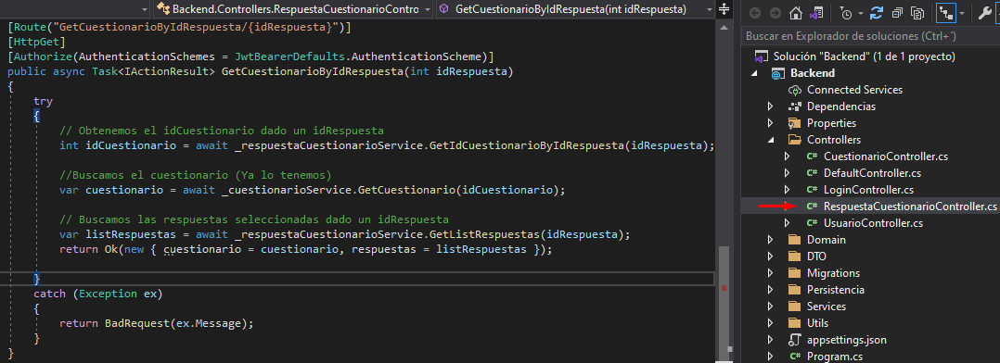 Backend.Controllers.RespuestaCuestionarioContro
GetCuestionarioByIdRespuesta(int idRespuesta)
[Route("GetCuestionarioByIdRespuesta/{idRespuesta}")]
[HttpGet]
[Authorize(AuthenticationSchemes = JwtBearerDefaults.AuthenticationScheme)]
public async Task<IActionResult> GetCuestionarioByIdRespuesta(int idRespuesta)
{
try
{
// Obtenemos el idCuestionario dado un idRespuesta
int idCuestionario = await _respuestaCuestionarioService.GetIdCuestionarioByIdRespuesta(idRespuesta);
//Buscamos el cuestionario (Ya lo tenemos)
var cuestionario = await _cuestionarioService.GetCuestionario(idCuestionario);
// Buscamos las respuestas seleccionadas dado un idRespuesta
var listRespuestas = await _respuestaCuestionarioService.GetListRespuestas(idRespuesta);
return Ok(new { cuestionario = cuestionario, respuestas = listRespuestas });
}
catch (Exception ex)
{
return BadRequest(ex.Message);
}
}
Buscar en Explorador de soluciones (Ctrl+´)
Solución "Backend" (1 de 1 proyecto)
Backend
Connected Services
Dependencias
Properties
Controllers
C# CuestionarioController.cs
C# DefaultController.cs
C# LoginController.cs
C# RespuestaCuestionarioController.cs
C# UsuarioController.cs
Domain
DTO
Migrations
Persistencia
Services
Utils
appsettings.json
C# Program.cs